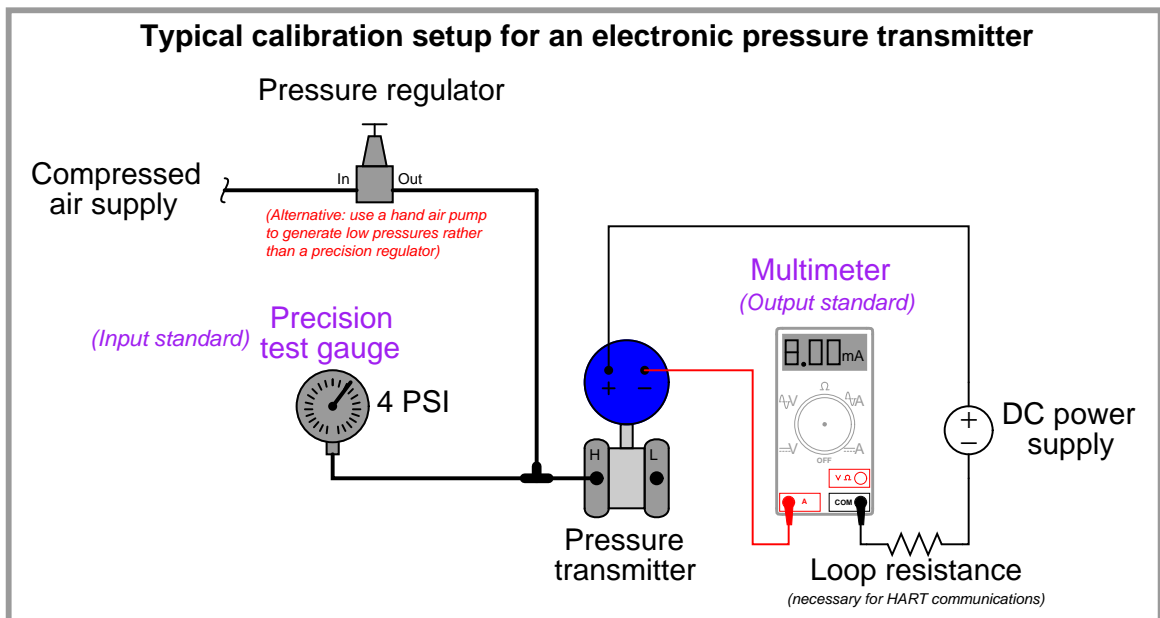 Typical calibration setup for an electronic pressure transmitter
Pressure regulator
Compressed
air supply
In
Out
(Alternative: use a hand air pump
to generate low pressures rather
than a precision regulator)
Multimeter
(Output standard)
(Input standard)
Precision
test gauge
4 PSI
+
−
8.00 mA
Ω
V
A
V
A
OFF
V Ω
A
COM
+
−
DC power
supply
H
L
Pressure
transmitter
Loop resistance
(necessary for HART communications)